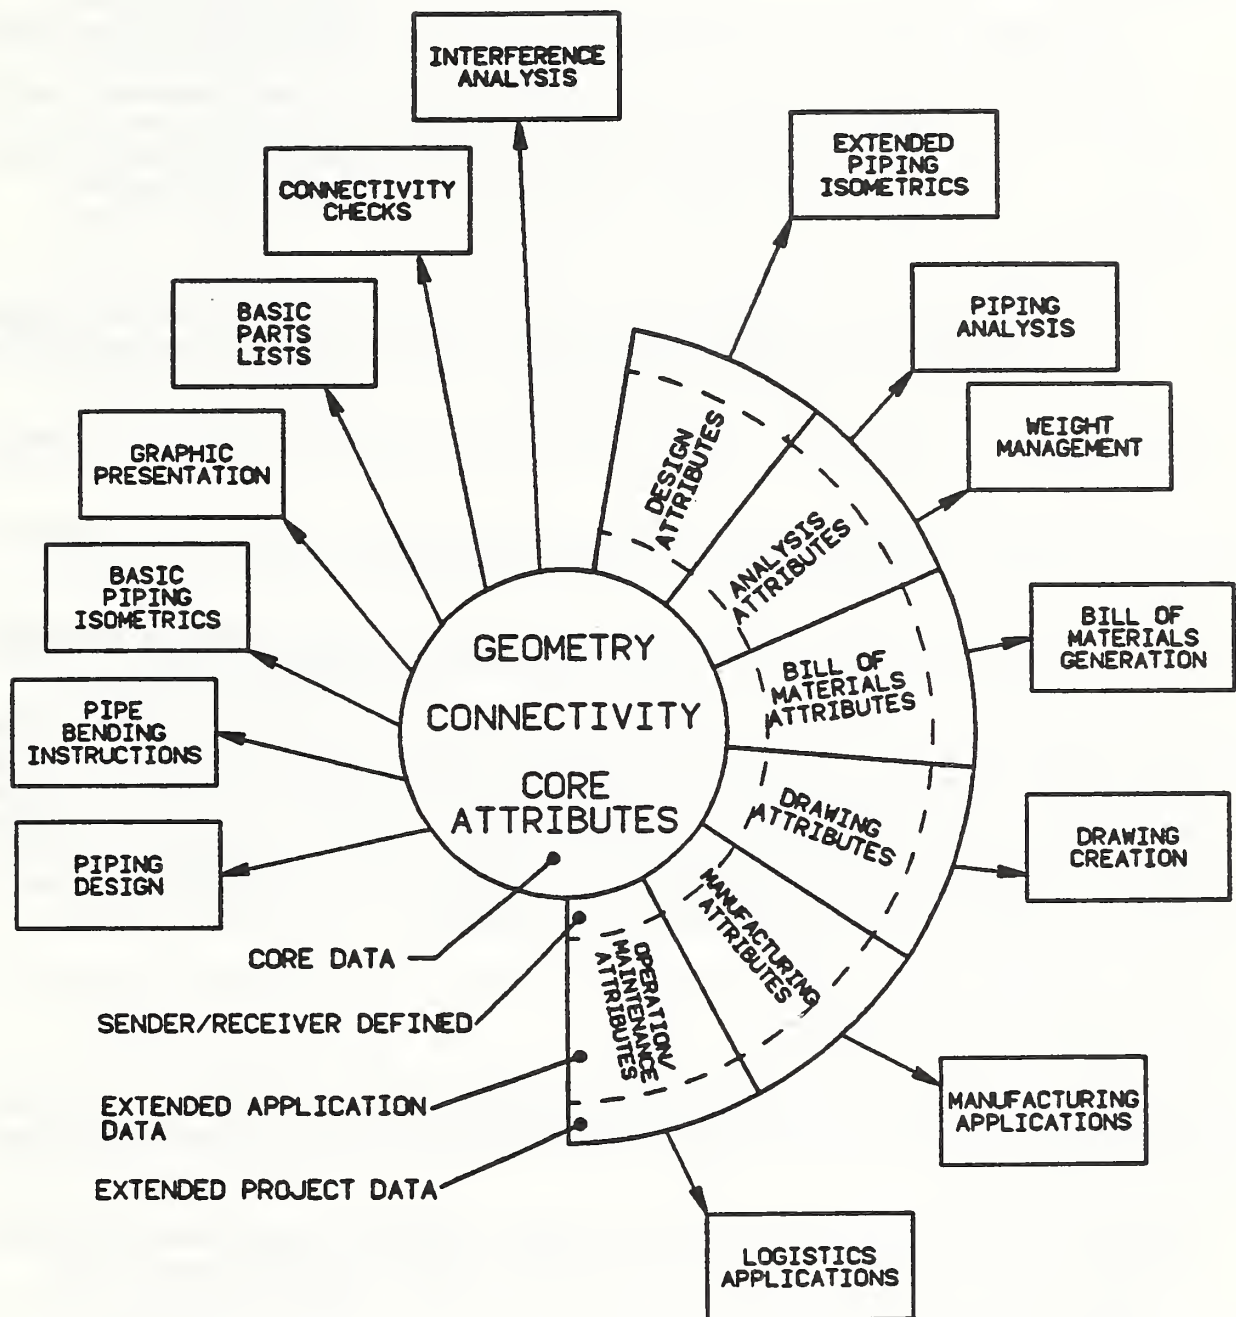 INTERFERENCE
ANALYSIS
EXTENDED
PIPING
ISOMETRICS
CONNECTIVITY
CHECKS
PIPING
ANALYSIS
BASIC
PARTS
LISTS
WEIGHT
MANAGEMENT
GRAPHIC
PRESENTATION
DESIGN
ATTRIBUTES
ANALYSIS
ATTRIBUTES
BASIC
PIPING
ISOMETRICS
BILL OF
MATERIALS
GENERATION
GEOMETRY
CONNECTIVITY
CORE
ATTRIBUTES
BILL OF
MATERIALS
ATTRIBUTES
PIPE
BENDING
INSTRUCTIONS
DRAWING
ATTRIBUTES
DRAWING
CREATION
PIPING
DESIGN
MANUFACTURING
ATTRIBUTES
OPERATION/
MAINTENANCE
ATTRIBUTES
CORE DATA
SENDER/RECEIVER DEFINED
EXTENDED APPLICATION
DATA
EXTENDED PROJECT DATA
MANUFACTURING
APPLICATIONS
LOGISTICS
APPLICATIONS